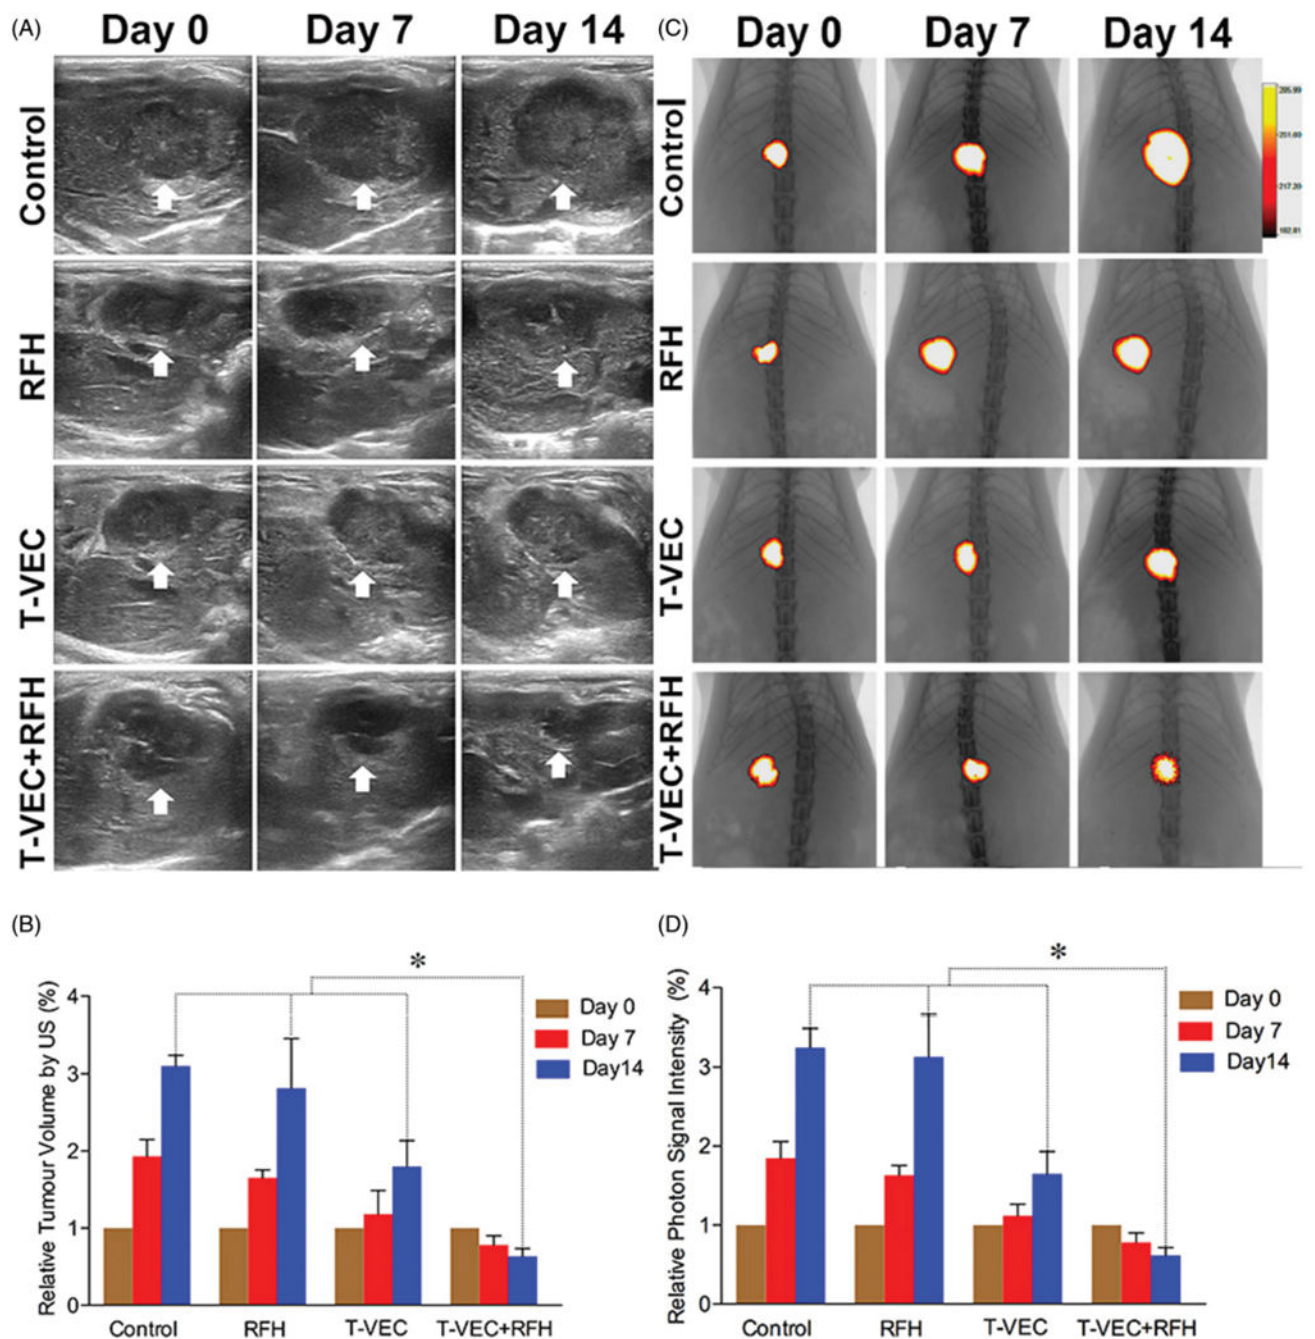 (A)
Day 0 Day 7 Day 14
Control
RFH
T-VEC
T-VEC+RFH
(C)
Day 0 Day 7 Day 14
Control
RFH
T-VEC
T-VEC+RFH
217.39
(B)
Relative Tumour Volume by US (%)
*
4
3
2
1
0
Day 0
Day 7
Day14
Control RFH T-VEC T-VEC+RFH
(D)
Relative Photon Signal Intensity (%)
*
4
3
2
1
0
Day 0
Day 7
Day14
Control RFH T-VEC T-VEC+RFH